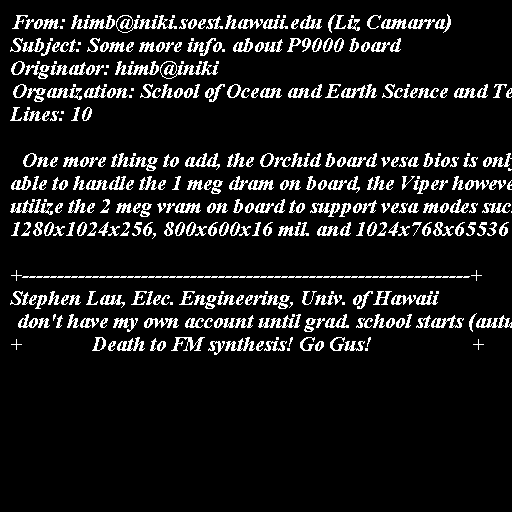 From: himb@iniki.soest.hawaii.edu (Liz Camarra)
Subject: Some more info. about P9000 board
Originator: himb@iniki
Organization: School of Ocean and Earth Science and Te
Lines: 10

One more thing to add, the Orchid board vesa bios is only
able to handle the 1 meg dram on board, the Viper howeve
utilize the 2 meg vram on board to support vesa modes suc
1280x1024x256, 800x600x16 mil. and 1024x768x65536

+----------------------------------------------------------------+
Stephen Lau, Elec. Engineering, Univ. of Hawaii
don't have my own account until grad. school starts (autu
+ Death to FM synthesis! Go Gus! +